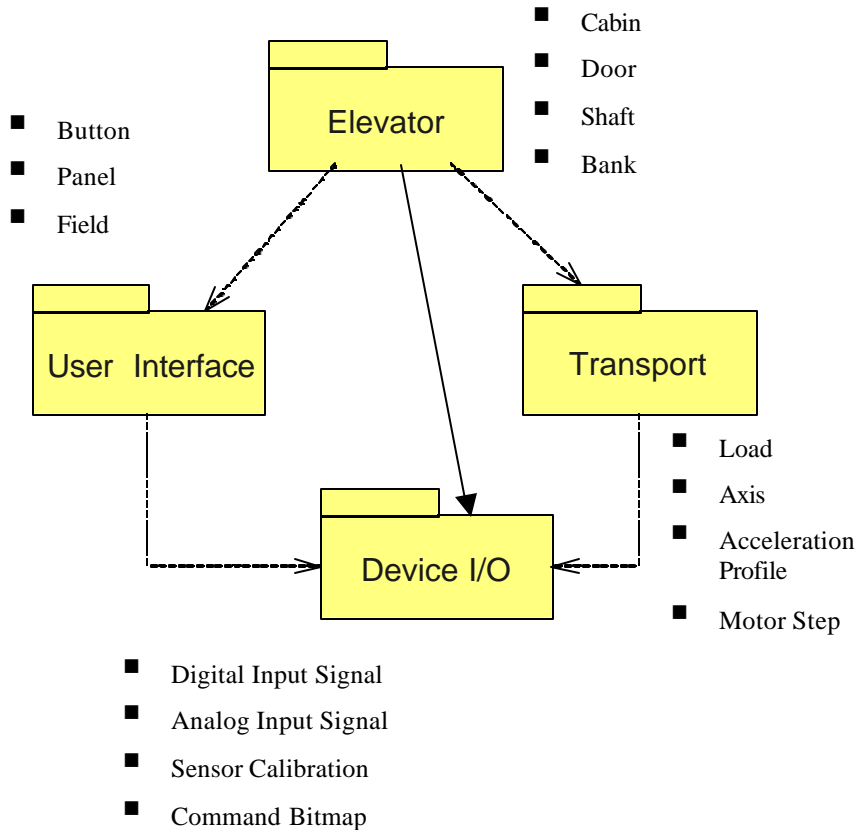 Cabin
Door
Shaft
Bank
Elevator
Button
Panel
Field
User Interface
Transport
Load
Axis
Acceleration
Profile
Motor Step
Device I/O
Digital Input Signal
Analog Input Signal
Sensor Calibration
Command Bitmap